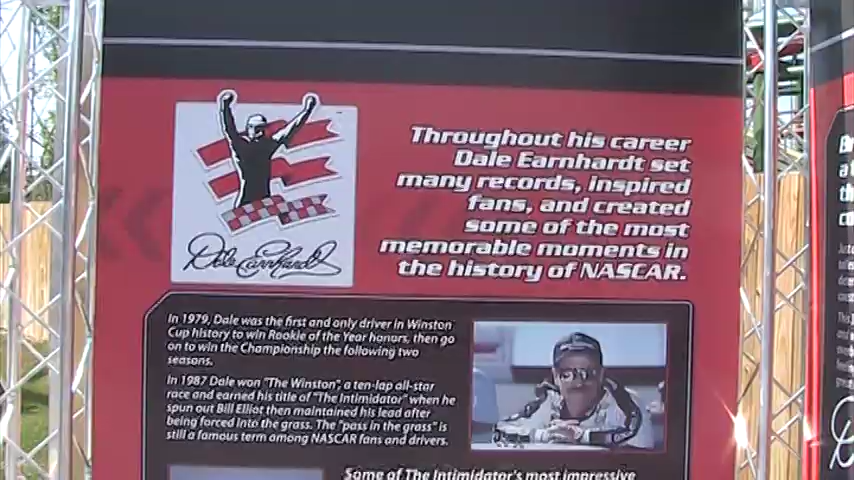 Throughout his career
Dale Earnhardt set
many records, inspired
fans, and created
some of the most
memorable moments in
the history of NASCAR.
Dale Earnhardt
In 1979, Dale was the first and only driver in Winston
Cup history to win Rookie of the Year honors, then go
on to win the Championship the following two
seasons.
In 1987 Dale won "The Winston", a ten-lap all-star
race and earned his title of "The Intimidator" when he
spun out Bill Elliot then maintained his lead after
being forced into the grass. The "pass in the grass" is
still a famous term among NASCAR fans and drivers.
Some of The Intimidator's most impressive